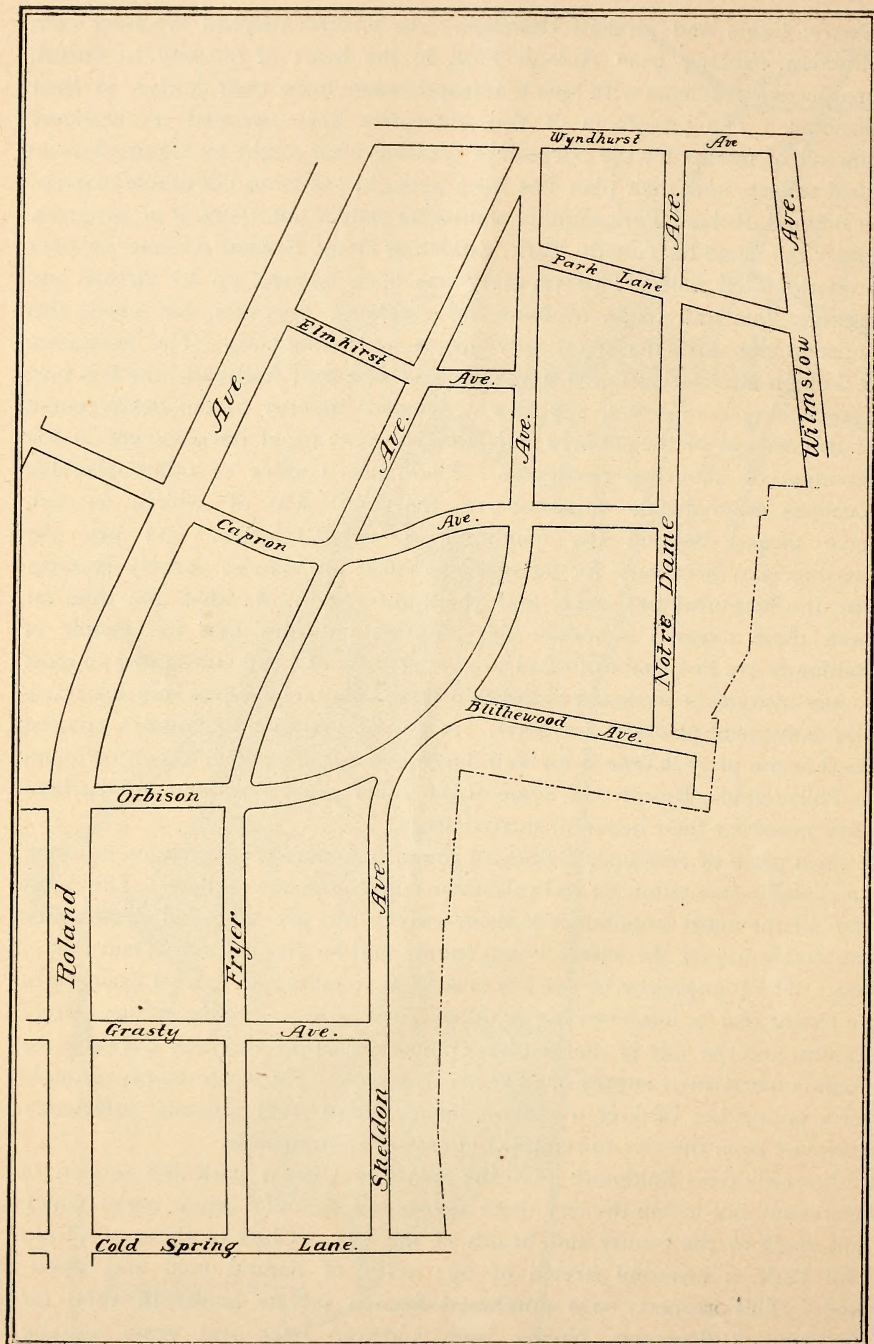 Wyndhurst Ave
Ave.
Ave.
Park Lane
Elmhirst Ave.
Wilmslow
Ave.
Ave.
Ave.
Capron Ave.
Notre Dame
Blithewood Ave.
Orbison
Ave.
Roland
Fryer
Grasty Ave.
Sheldon
Cold Spring Lane.